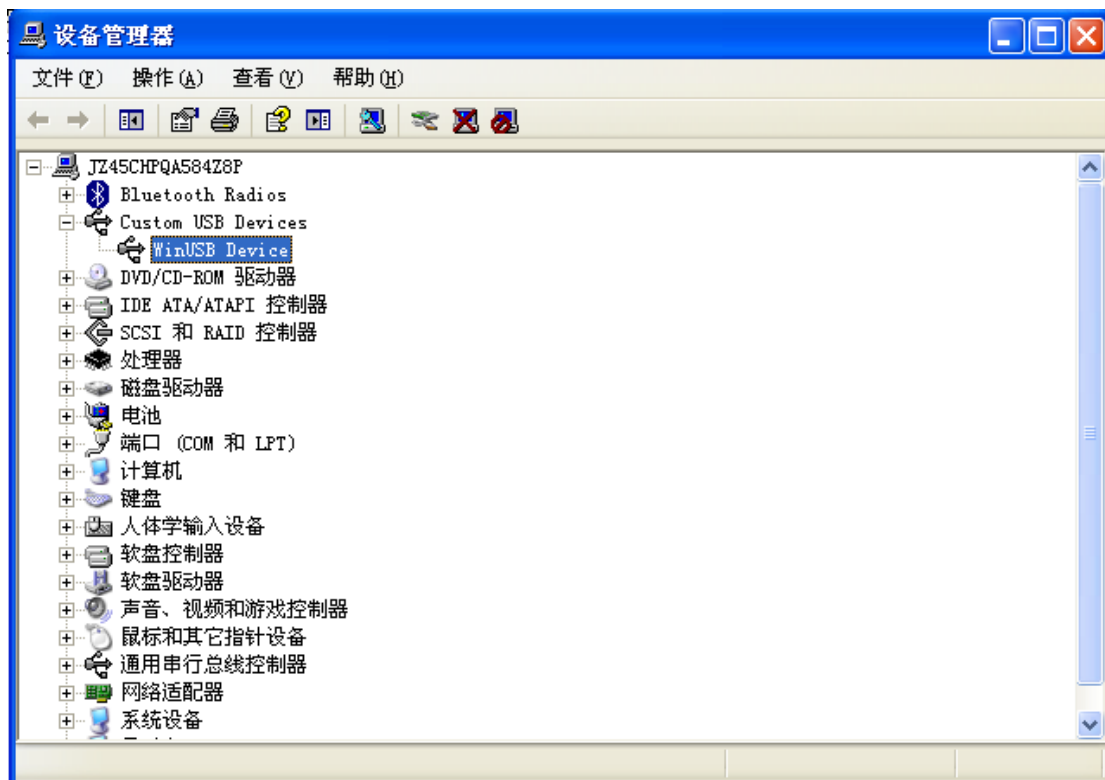 设备管理器
文件(F) 操作(A) 查看(V) 帮助(H)
JZ45CHPQA584Z8P
Bluetooth Radios
Custom USB Devices
WinUSB Device
DVD/CD-ROM 驱动器
IDE ATA/ATAPI 控制器
SCSI 和 RAID 控制器
处理器
磁盘驱动器
电池
端口 (COM 和 LPT)
计算机
键盘
人体学输入设备
软盘控制器
软盘驱动器
声音、视频和游戏控制器
鼠标和其它指针设备
通用串行总线控制器
网络适配器
系统设备